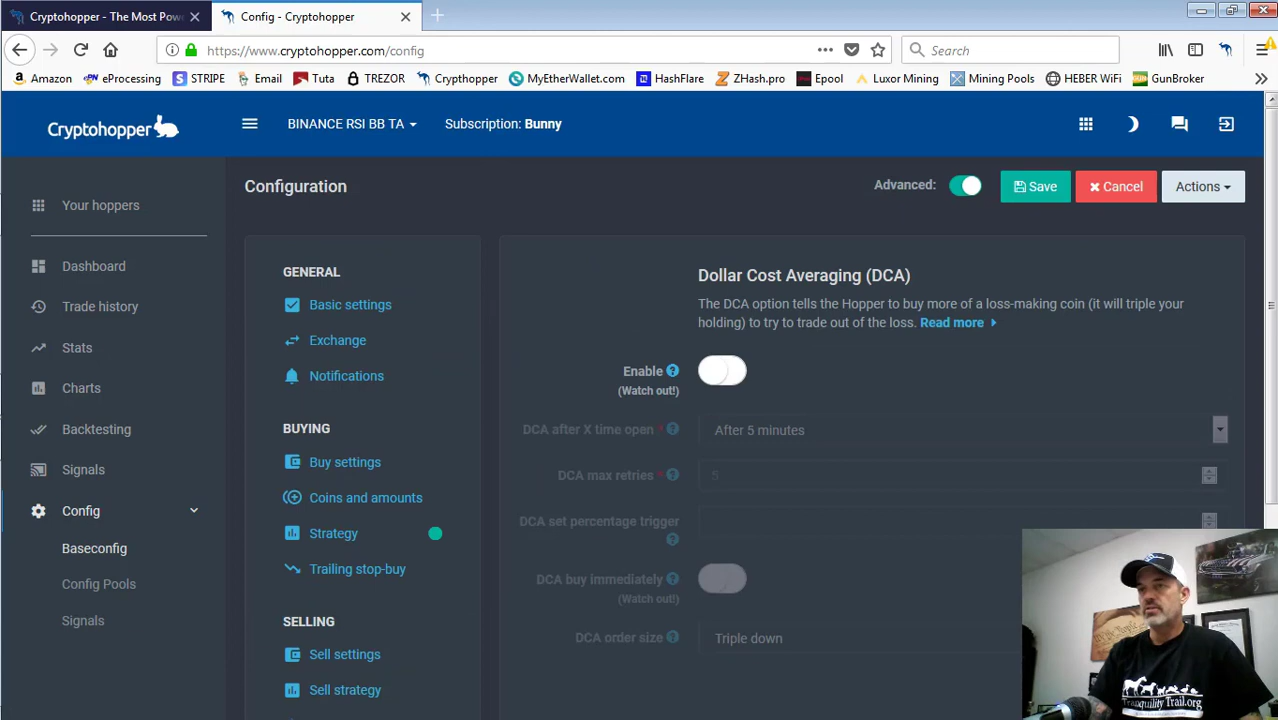 Cryptohopper - The Most Pow
Config - Cryptohopper
https://www.cryptohopper.com/config
Search
Amazon
eProcessing
STRIPE
Email
Tuta
TREZOR
Crypthopper
MyEtherWallet.com
HashFlare
ZHash.pro
Epool
Luxor Mining
Mining Pools
HEBER WiFi
GunBroker
Cryptohopper
BINANCE RSI BB TA
Subscription: Bunny
Configuration
Advanced:
Save
Cancel
Actions
Your hoppers
Dashboard
Trade history
Stats
Charts
Backtesting
Signals
Config
Baseconfig
Config Pools
Signals
GENERAL
Basic settings
Exchange
Notifications
BUYING
Buy settings
Coins and amounts
Strategy
Trailing stop-buy
SELLING
Sell settings
Sell strategy
Dollar Cost Averaging (DCA)
The DCA option tells the Hopper to buy more of a loss-making coin (it will triple your
holding) to try to trade out of the loss. Read more
Enable
(Watch out!)
DCA after X time open *
After 5 minutes
DCA max retries *
5
DCA set percentage trigger
DCA buy immediately
(Watch out!)
DCA order size
Triple down
Tranquility Trail.org